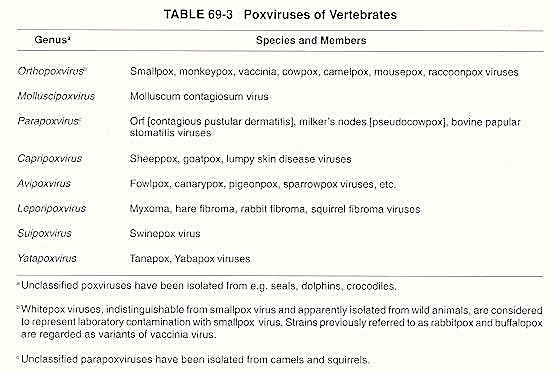 TABLE 69-3 Poxviruses of Vertebrates
Genusᵃ Species and Members
Orthopoxvirusᵇ Smallpox, monkeypox, vaccinia, cowpox, camelpox, mousepox, raccoonpox viruses
Molluscipoxvirus Molluscum contagiosum virus
Parapoxvirusᶜ Orf [contagious pustular dermatitis], milker's nodes [pseudocowpox], bovine papular
stomatitis viruses
Capripoxvirus Sheeppox, goatpox, lumpy skin disease viruses
Avipoxvirus Fowlpox, canarypox, pigeonpox, sparrowpox viruses, etc.
Leporipoxvirus Myxoma, hare fibroma, rabbit fibroma, squirrel fibroma viruses
Suipoxvirus Swinepox virus
Yatapoxvirus Tanapox, Yabapox viruses
ᵃ Unclassified poxviruses have been isolated from e.g. seals, dolphins, crocodiles.
ᵇ Whitepox viruses, indistinguishable from smallpox virus and apparently isolated from wild animals, are considered
to represent laboratory contamination with smallpox virus. Strains previously referred to as rabbitpox and buffalopox
are regarded as variants of vaccinia virus.
ᶜ Unclassified parapoxviruses have been isolated from camels and squirrels.